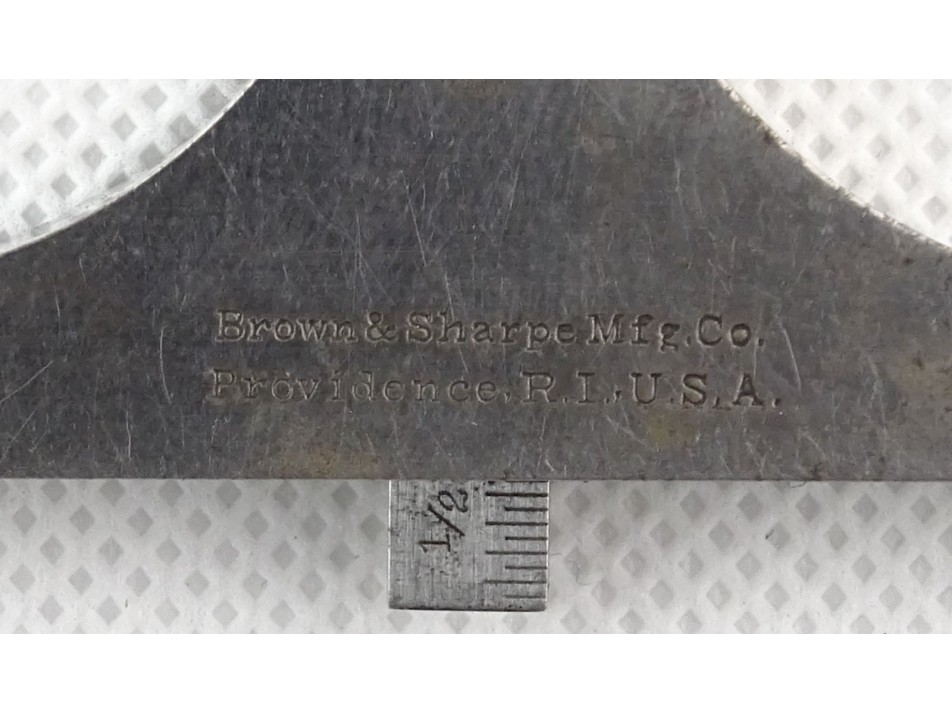 Brown & Sharpe Mfg. Co.
Providence, R.I., U.S.A.
1/2